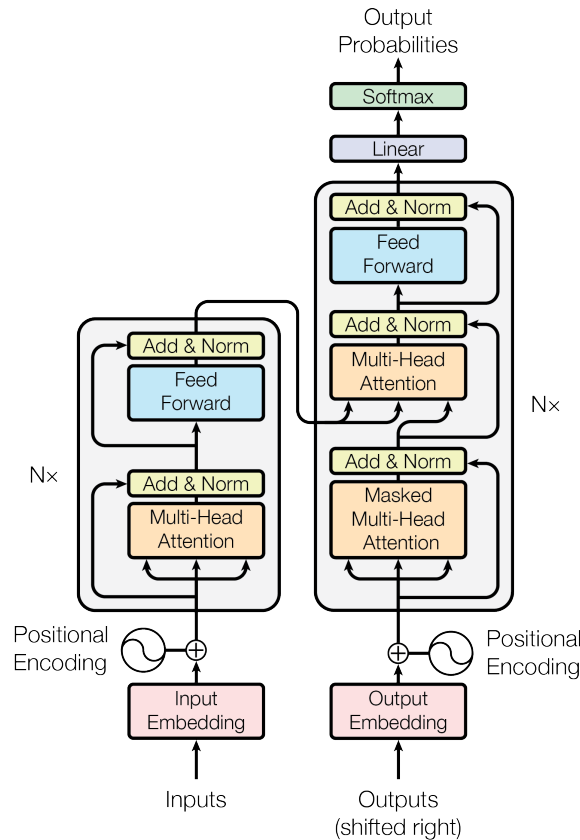 Output
Probabilities
Softmax
Linear
Add & Norm
Feed
Forward
Add & Norm
Multi-Head
Attention
Add & Norm
Masked
Multi-Head
Attention
N×
Add & Norm
Feed
Forward
Add & Norm
Multi-Head
Attention
N×
Positional
Encoding
Positional
Encoding
Input
Embedding
Output
Embedding
Inputs
Outputs
(shifted right)